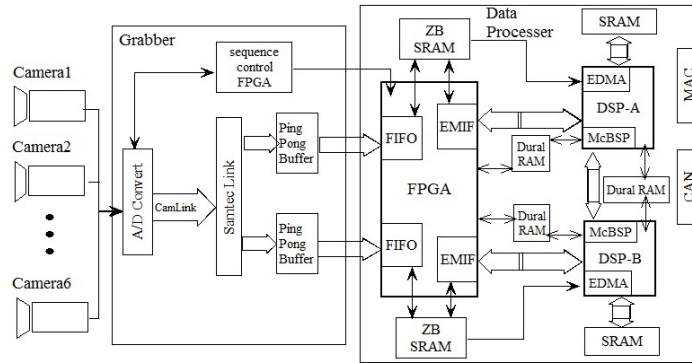 Grabber
Data
Processer
sequence
control
FPGA
ZB
SRAM
SRAM
Camera1
Camera2
Camera6
A/D Convert
CamLink
Samtec Link
Ping
Pong
Buffer
Ping
Pong
Buffer
FIFO
EMIF
FPGA
FIFO
EMIF
ZB
SRAM
EDMA
DSP-A
McBSP
Dural
RAM
Dural RAM
Dural
RAM
McBSP
DSP-B
EDMA
SRAM
MAC
CAN